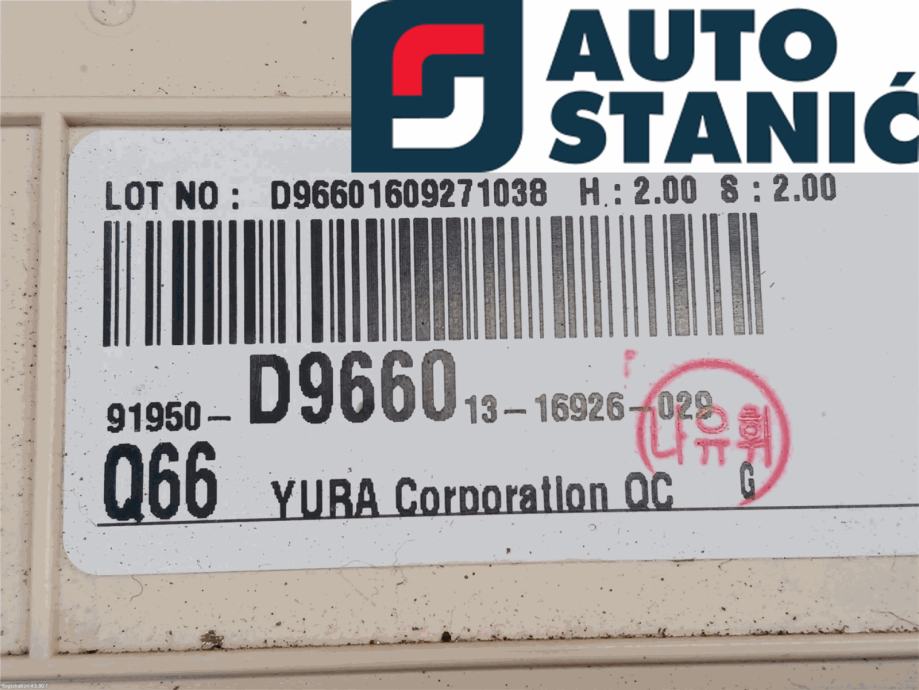 AUTO
STANIĆ
LOT NO : D96601609271038 H : 2.00 S : 2.00
91950- D9660 13-16926-029
나유휘
Q66 YURA Corporation QC G